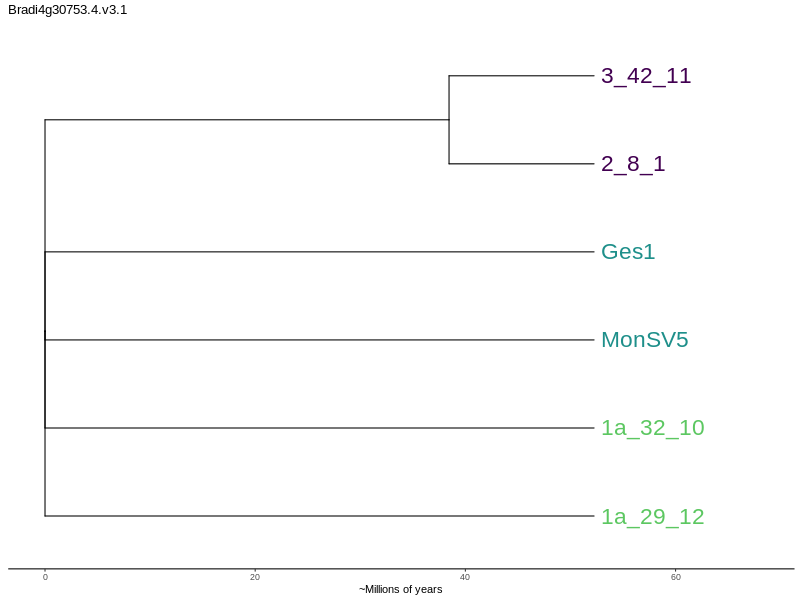 Bradi4g30753.4.v3.1
3_42_11
2_8_1
Ges1
MonSV5
1a_32_10
1a_29_12
0 20 40 60
~Millions of years